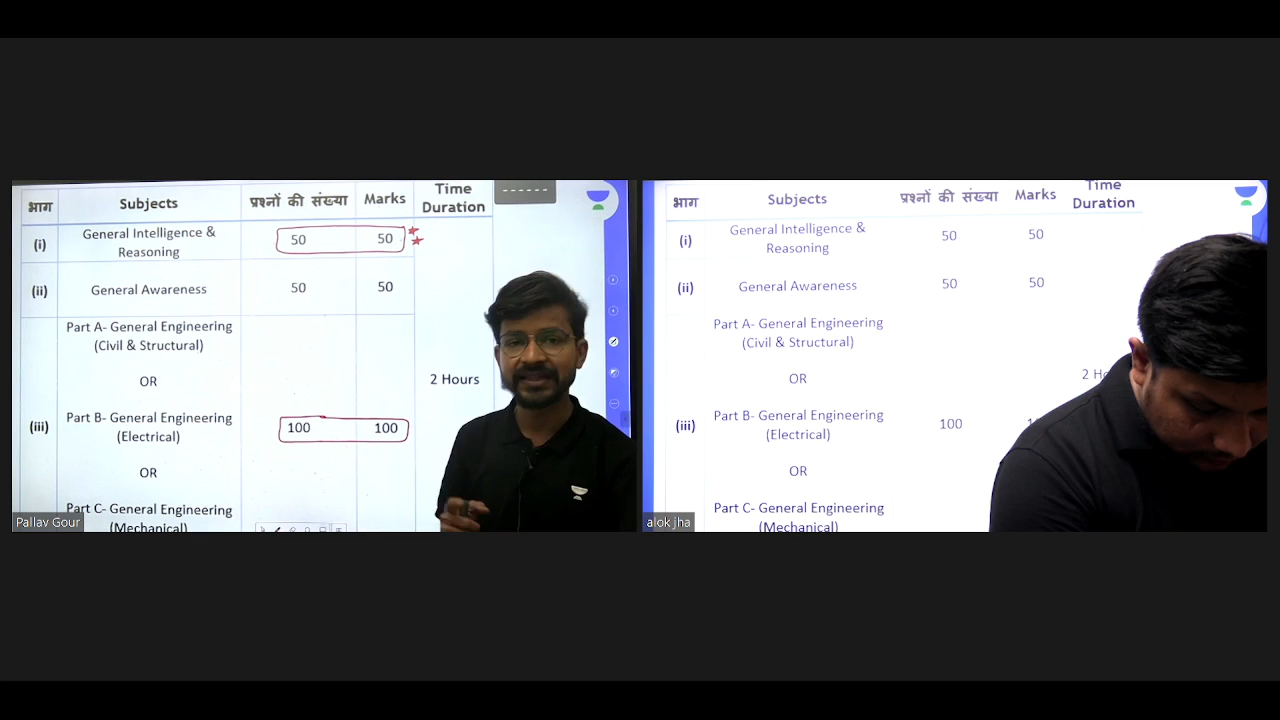 भाग Subjects प्रश्नों की संख्या Marks Time
Duration
(i) General Intelligence &
Reasoning 50 50
(ii) General Awareness 50 50
Part A- General Engineering
(Civil & Structural)
OR
2 Hours
(iii) Part B- General Engineering
(Electrical) 100 100
OR
Part C- General Engineering
(Mechanical)
Pallav Gour
भाग Subjects प्रश्नों की संख्या Marks Time
Duration
(i) General Intelligence &
Reasoning 50 50
(ii) General Awareness 50 50
Part A- General Engineering
(Civil & Structural)
OR
2
(iii) Part B- General Engineering
(Electrical) 100
OR
Part C- General Engineering
(Mechanical)
alok jha